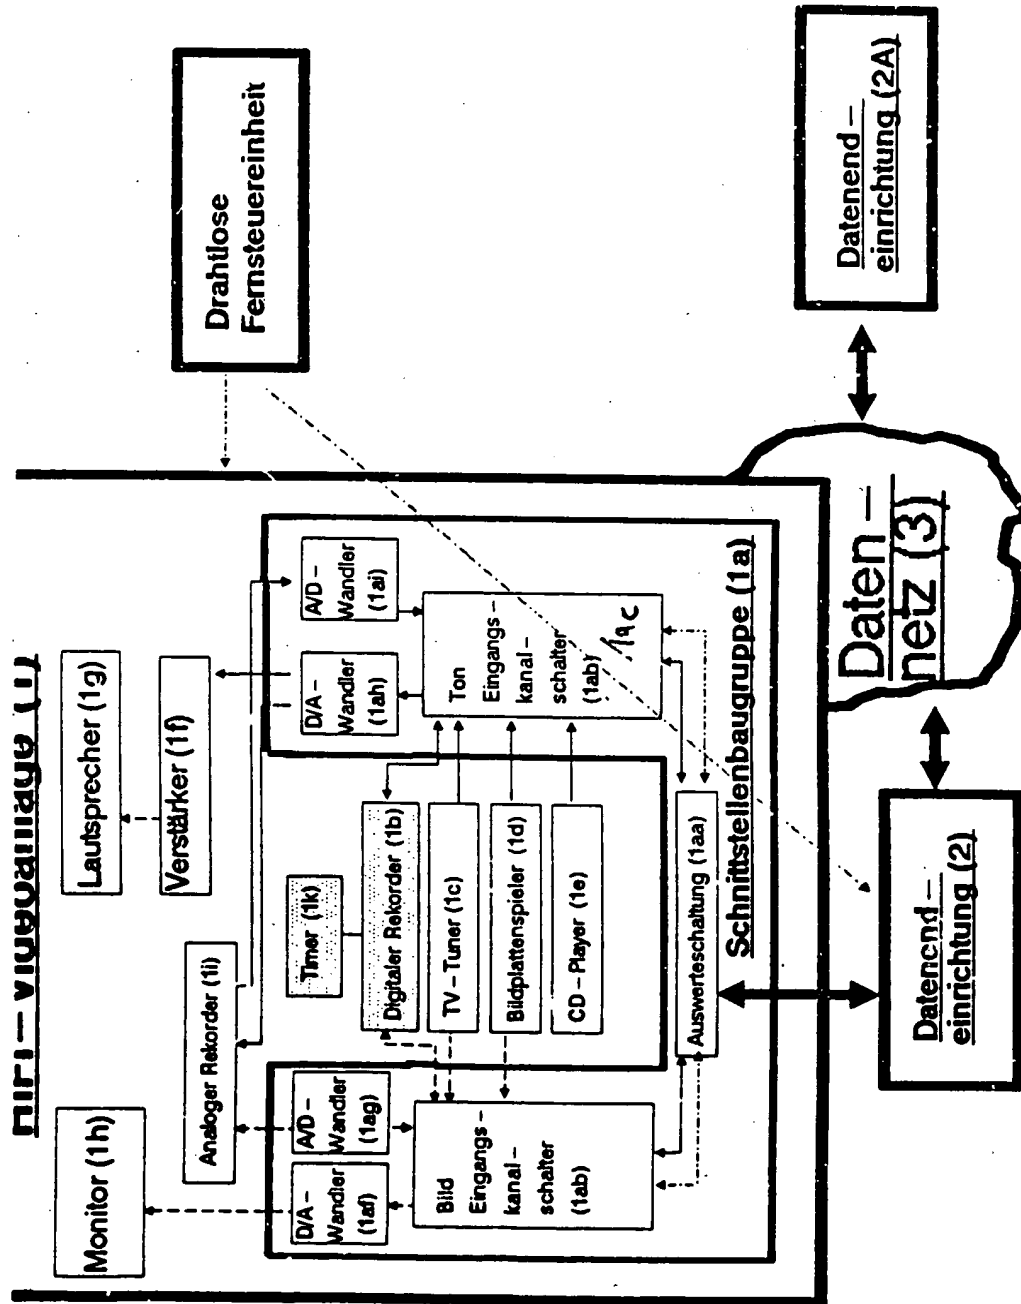 HIFI – Videoanlage (1)
Monitor (1h)
Lautsprecher (1g)
Verstärker (1f)
Analoger Rekorder (1i)
Drahtlose
Fernsteuereinheit
D/A –
Wandler
(1af)
A/D –
Wandler
(1ag)
Timer (1k)
D/A –
Wandler
(1ah)
A/D –
Wandler
(1ai)
Digitaler Rekorder (1b)
TV – Tuner (1c)
Bildplattenspieler (1d)
CD – Player (1e)
Bild
Eingangs –
kanal –
schalter
(1ab)
Ton
Eingangs –
kanal –
schalter
(1ab) 1ac
Auswerteschaltung (1aa)
Schnittstellenbaugruppe (1a)
Datenend –
einrichtung (2)
Daten –
netz (3)
Datenend –
einrichtung (2A)